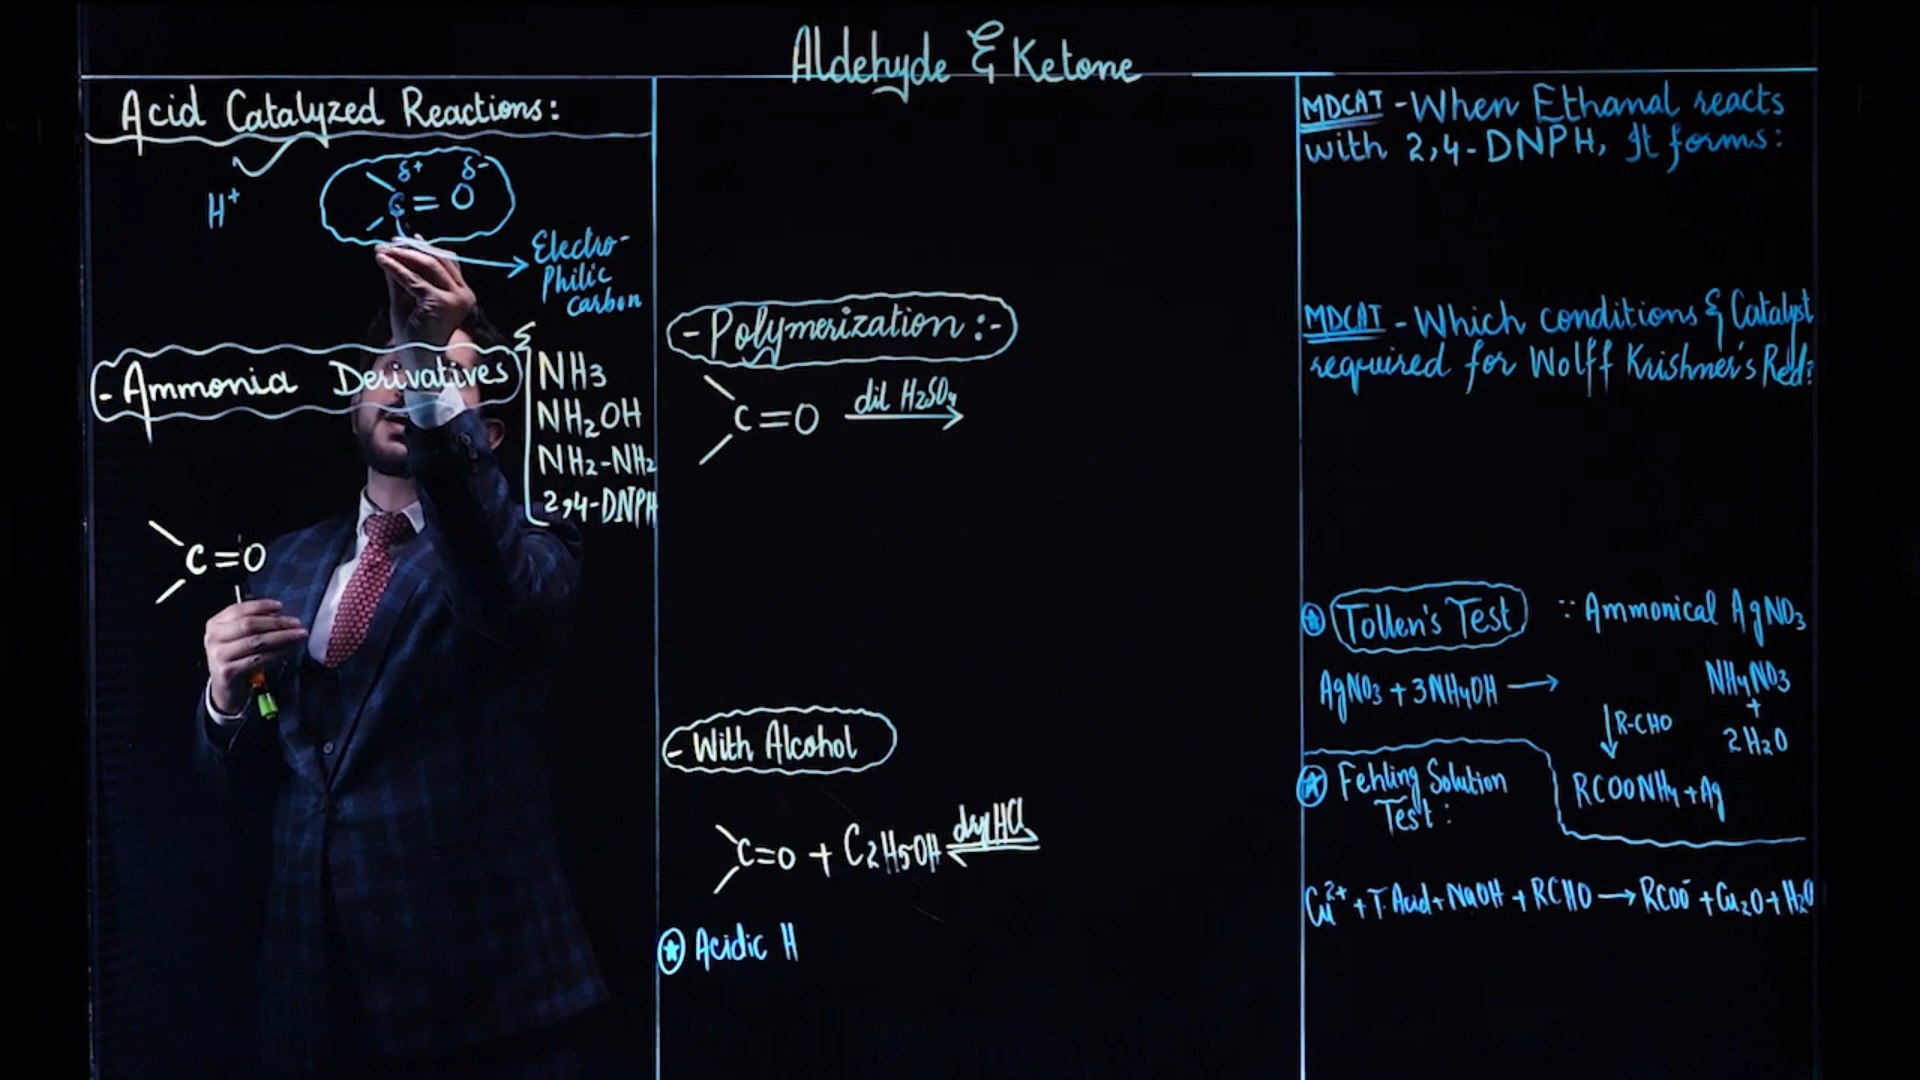 Aldehyde & Ketone
Acid Catalyzed Reactions:
H⁺
δ⁺ δ⁻
C = O
Electro-
Philic
Carbon
- Ammonia Derivatives
NH3
NH₂OH
NH₂-NH₂
2,4-DNPH
C=O
- Polymerization :-
C=O dil H₂SO₄
- With Alcohol
C=O + C₂H₅OH dry HCl
Acidic H
MDCAT - When Ethanal reacts
with 2,4-DNPH, It forms:
MDCAT - Which conditions & Catalyst
required for Wolff Krishner's Red?
Tollen's Test ∵ Ammonical AgNO₃
AgNO₃ + 3NH₄OH → NH₄NO₃
+
2H₂O
↓R-CHO
RCOONH₄ + Ag
Fehling Solution
Test:
Cu²⁺ + T.Acid + NaOH + RCHO → RCOO⁻ + Cu₂O + H₂O